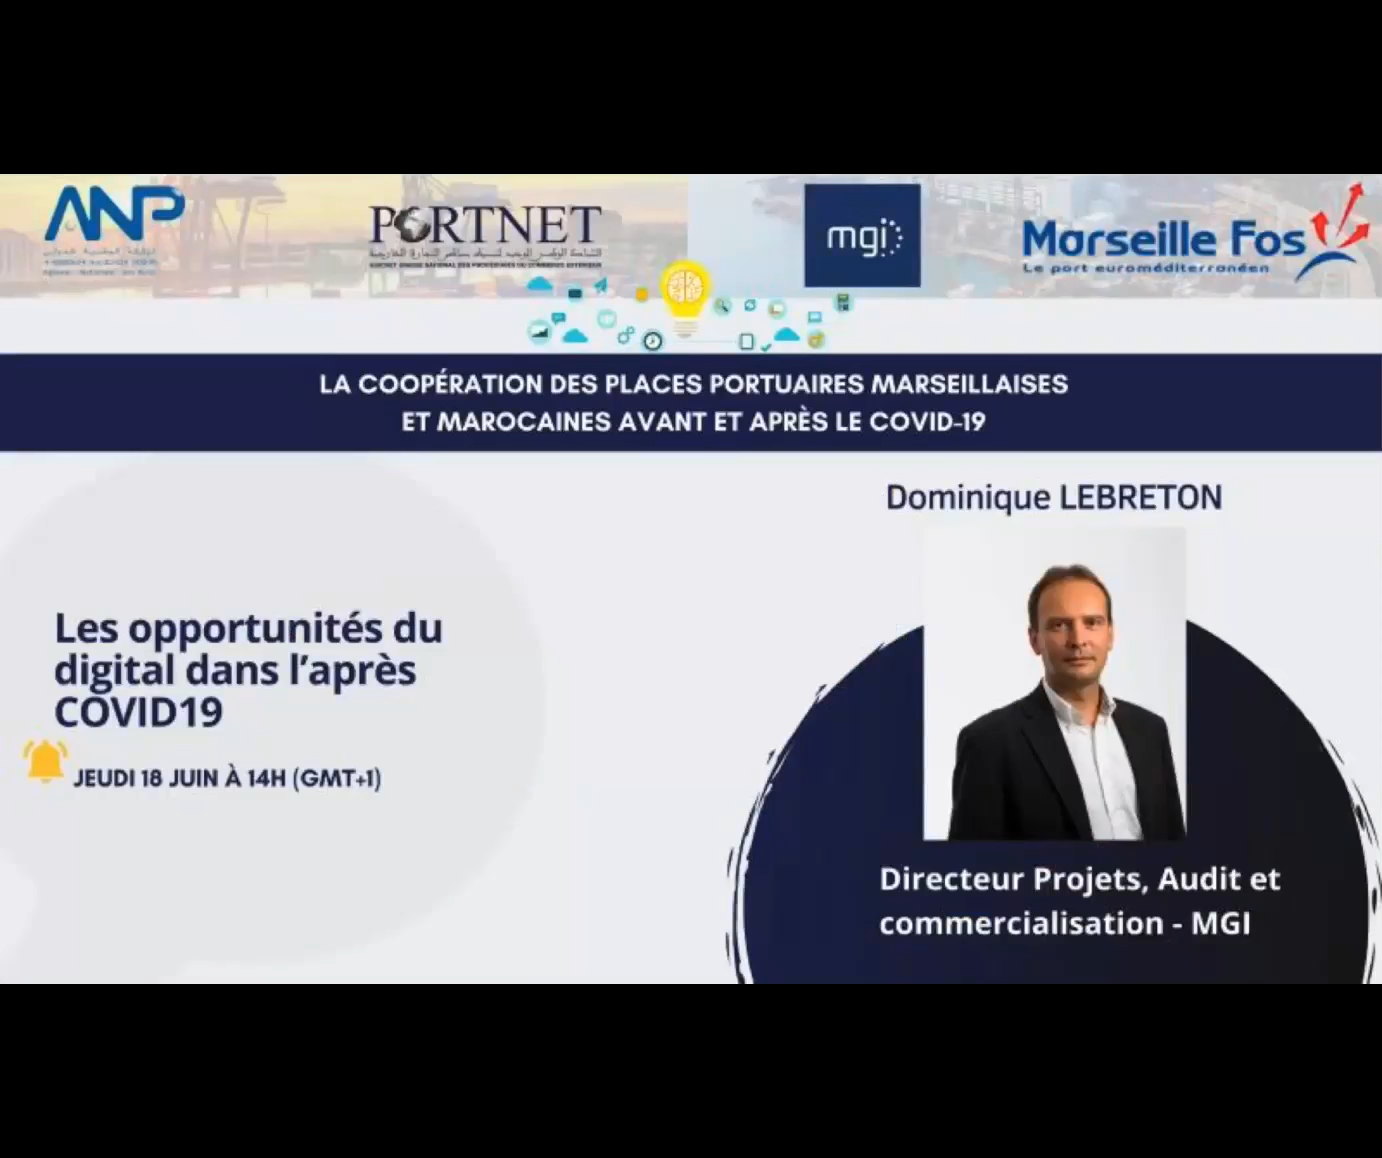 ANP
PORTNET
mgi
Marseille Fos
Le port euroméditerranéen
LA COOPÉRATION DES PLACES PORTUAIRES MARSEILLAISES
ET MAROCAINES AVANT ET APRÈS LE COVID-19
Dominique LEBRETON
Les opportunités du
digital dans l'après
COVID19
JEUDI 18 JUIN À 14H (GMT+1)
Directeur Projets, Audit et
commercialisation - MGI